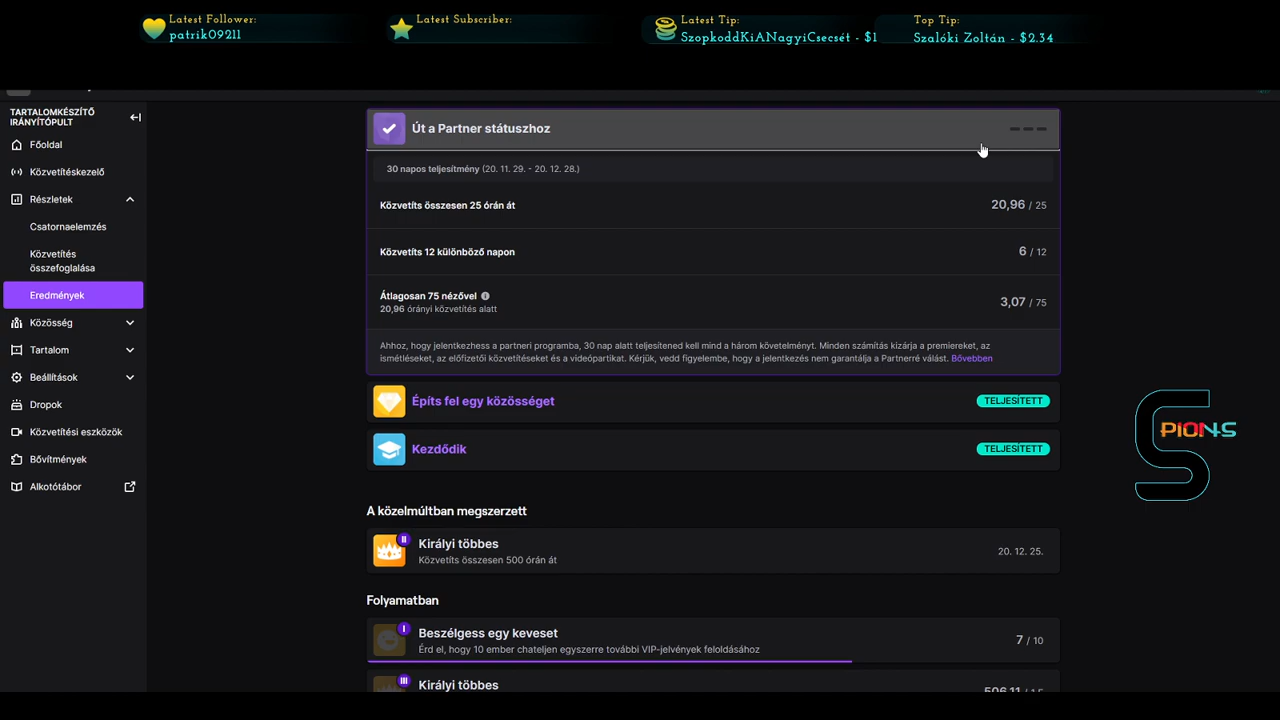 Latest Follower:
patrik09211
Latest Subscriber:
Latest Tip:
SzopkoddKiANagyiCsecsét - $1
Top Tip:
Szalóki Zoltán - $2.34
TARTALOMKÉSZÍTŐ
IRÁNYÍTÓPULT
Főoldal
Közvetítéskezelő
Részletek
Csatornaelemzés
Közvetítés
összefoglalása
Eredmények
Közösség
Tartalom
Beállítások
Dropok
Közvetítési eszközök
Bővítmények
Alkotótábor
Út a Partner státuszhoz
30 napos teljesítmény (20. 11. 29. - 20. 12. 28.)
Közvetíts összesen 25 órán át 20,96 / 25
Közvetíts 12 különböző napon 6 / 12
Átlagosan 75 nézővel 3,07 / 75
20,96 órányi közvetítés alatt
Ahhoz, hogy jelentkezhess a partneri programba, 30 nap alatt teljesítened kell mind a három követelményt. Minden számítás kizárja a premiereket, az
ismétléseket, az előfizetői közvetítéseket és a videópartikat. Kérjük, vedd figyelembe, hogy a jelentkezés nem garantálja a Partnerré válást. Bővebben
Építs fel egy közösséget TELJESÍTETT
Kezdődik TELJESÍTETT
A közelmúltban megszerzett
II
Királyi többes 20. 12. 25.
Közvetíts összesen 500 órán át
Folyamatban
I
Beszélgess egy keveset 7 / 10
Érd el, hogy 10 ember chateljen egyszerre további VIP-jelvények feloldásához
III
Királyi többes
S
PION4S